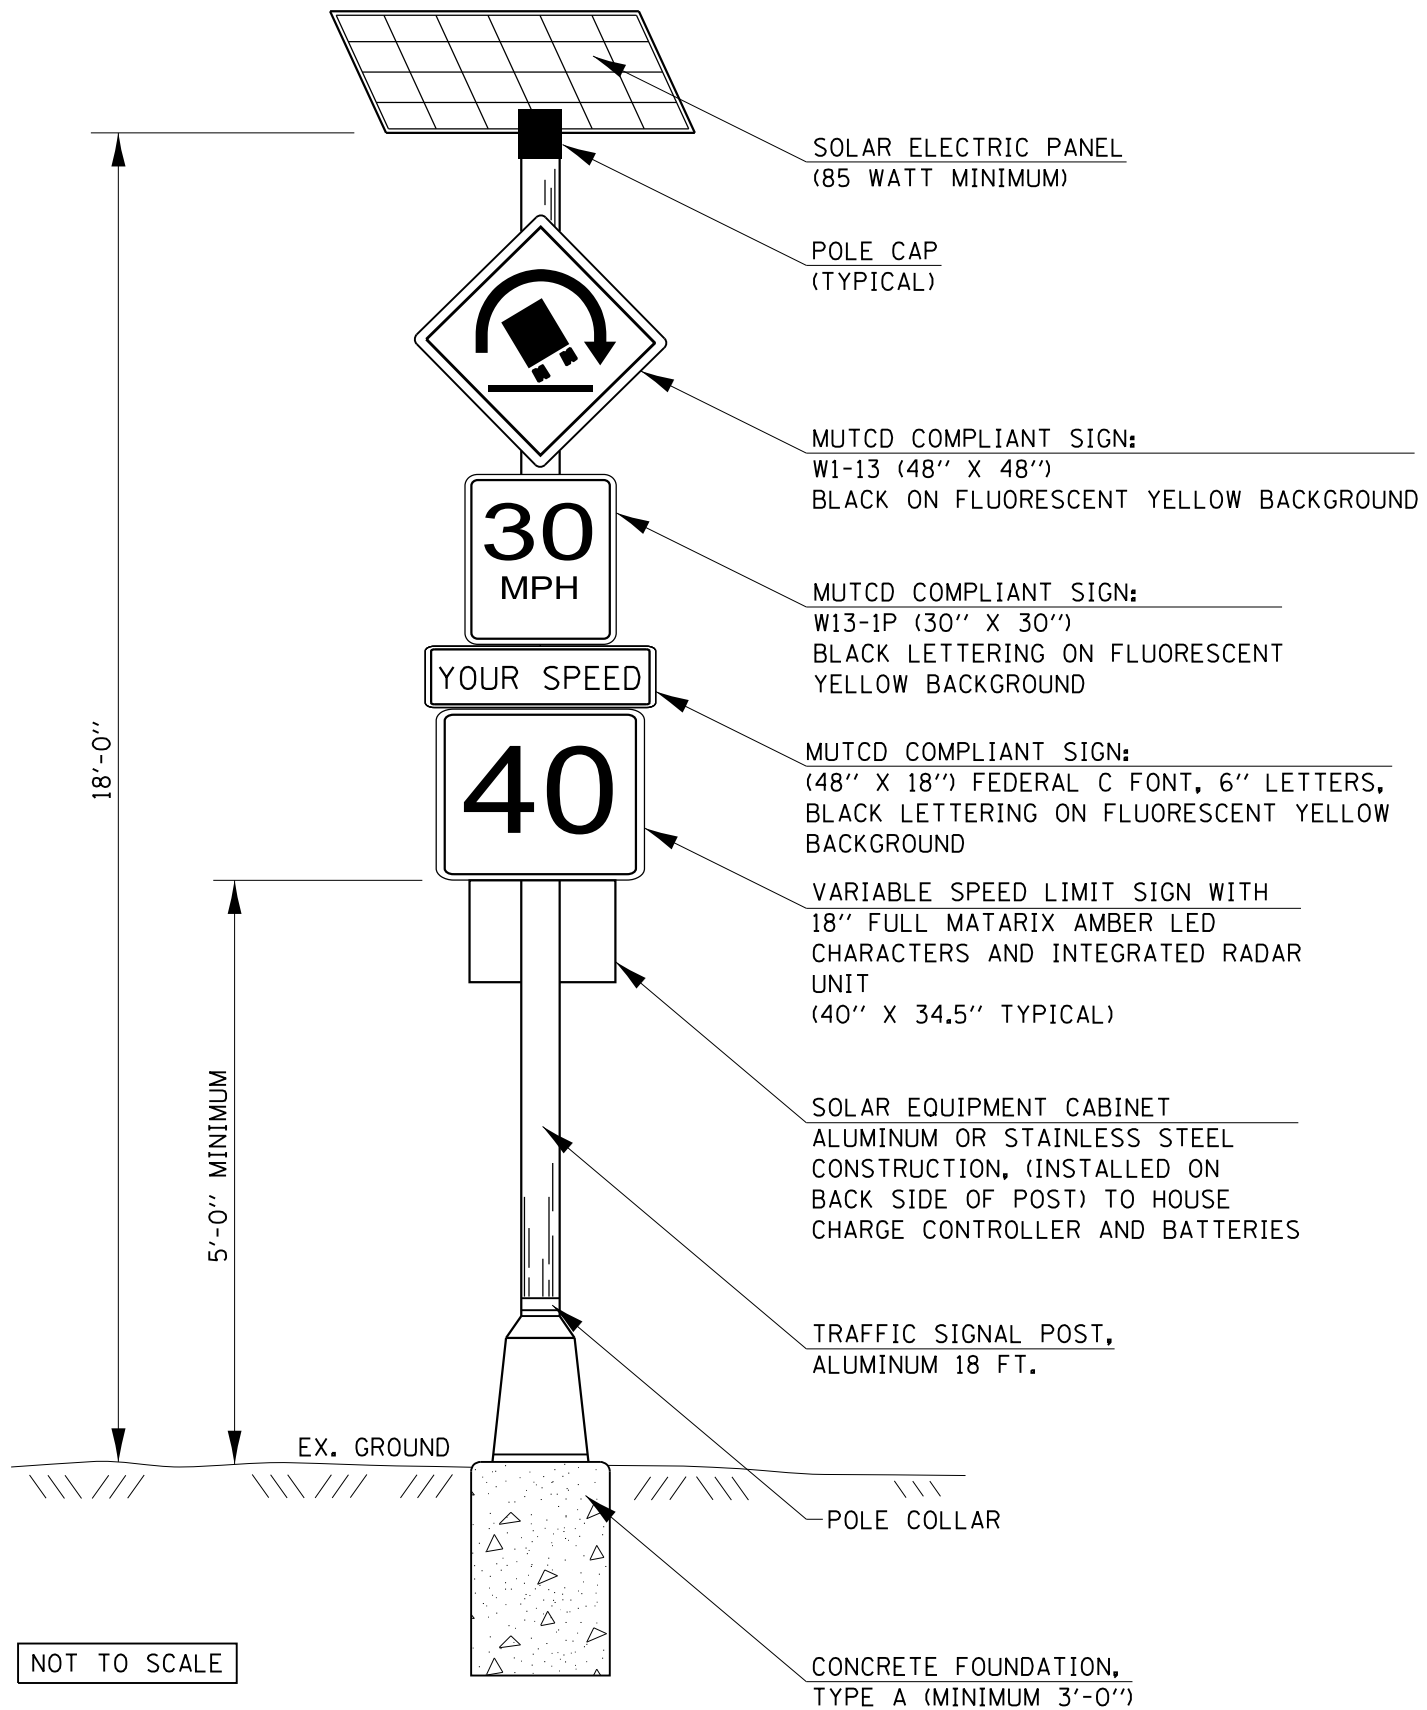 SOLAR ELECTRIC PANEL
(85 WATT MINIMUM)
POLE CAP
(TYPICAL)
MUTCD COMPLIANT SIGN:
W1-13 (48'' X 48'')
BLACK ON FLUORESCENT YELLOW BACKGROUND
30
MPH
MUTCD COMPLIANT SIGN:
W13-1P (30'' X 30'')
BLACK LETTERING ON FLUORESCENT
YELLOW BACKGROUND
YOUR SPEED
MUTCD COMPLIANT SIGN:
(48'' X 18'') FEDERAL C FONT, 6'' LETTERS,
BLACK LETTERING ON FLUORESCENT YELLOW
BACKGROUND
40
18'-0''
VARIABLE SPEED LIMIT SIGN WITH
18'' FULL MATARIX AMBER LED
CHARACTERS AND INTEGRATED RADAR
UNIT
(40'' X 34.5'' TYPICAL)
5'-0'' MINIMUM
SOLAR EQUIPMENT CABINET
ALUMINUM OR STAINLESS STEEL
CONSTRUCTION, (INSTALLED ON
BACK SIDE OF POST) TO HOUSE
CHARGE CONTROLLER AND BATTERIES
TRAFFIC SIGNAL POST,
ALUMINUM 18 FT.
EX. GROUND
POLE COLLAR
NOT TO SCALE
CONCRETE FOUNDATION,
TYPE A (MINIMUM 3'-0'')